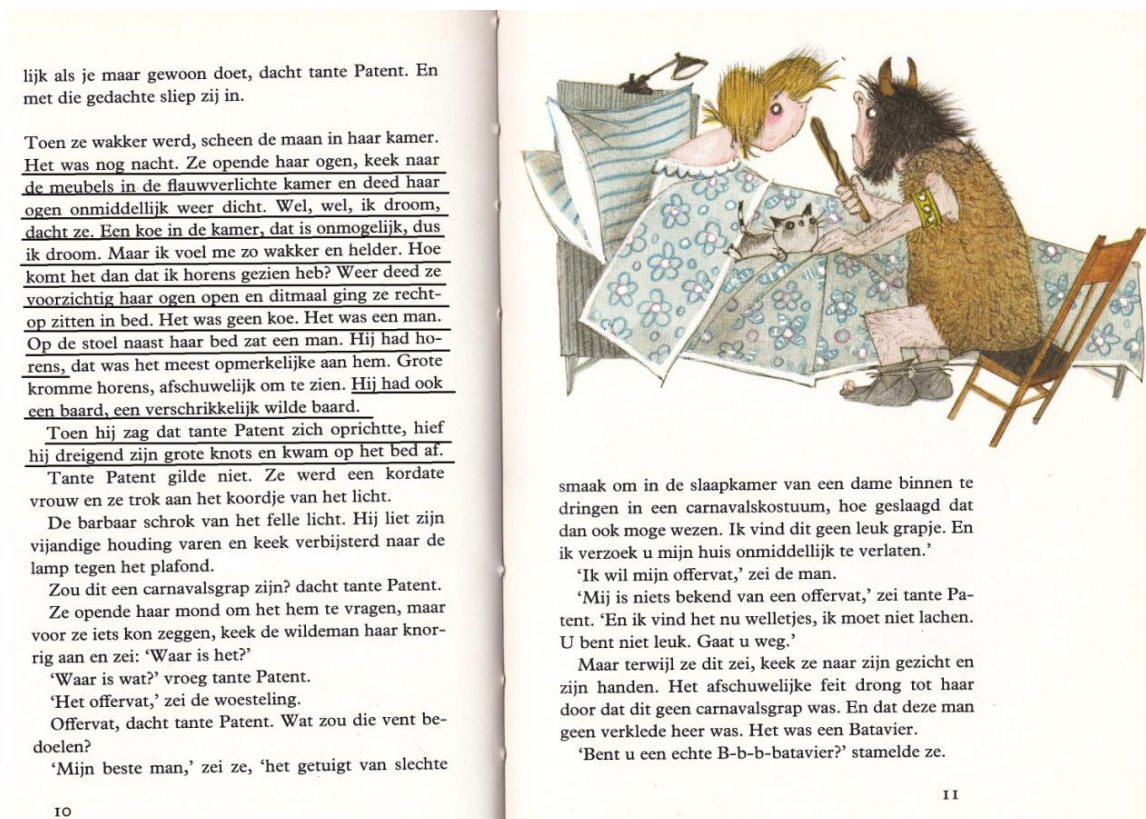 lijk als je maar gewoon doet, dacht tante Patent. En
met die gedachte sliep zij in.
Toen ze wakker werd, scheen de maan in haar kamer.
Het was nog nacht. Ze opende haar ogen, keek naar
de meubels in de flauwverlichte kamer en deed haar
ogen onmiddellijk weer dicht. Wel, wel, ik droom,
dacht ze. Een koe in de kamer, dat is onmogelijk, dus
ik droom. Maar ik voel me zo wakker en helder. Hoe
komt het dan dat ik horens gezien heb? Weer deed ze
voorzichtig haar ogen open en ditmaal ging ze recht-
op zitten in bed. Het was geen koe. Het was een man.
Op de stoel naast haar bed zat een man. Hij had ho-
rens, dat was het meest opmerkelijke aan hem. Grote
kromme horens, afschuwelijk om te zien. Hij had ook
een baard, een verschrikkelijk wilde baard.
Toen hij zag dat tante Patent zich oprichtte, hief
hij dreigend zijn grote knots en kwam op het bed af.
Tante Patent gilde niet. Ze werd een kordate
vrouw en ze trok aan het koordje van het licht.
De barbaar schrok van het felle licht. Hij liet zijn
vijandige houding varen en keek verbijsterd naar de
lamp tegen het plafond.
Zou dit een carnavalsgrap zijn? dacht tante Patent.
Ze opende haar mond om het hem te vragen, maar
voor ze iets kon zeggen, keek de wildeman haar knor-
rig aan en zei: ‘Waar is het?’
‘Waar is wat?’ vroeg tante Patent.
‘Het offervat,’ zei de woesteling.
Offervat, dacht tante Patent. Wat zou die vent be-
doelen?
‘Mijn beste man,’ zei ze, ‘het getuigt van slechte
10
smaak om in de slaapkamer van een dame binnen te
dringen in een carnavalskostuum, hoe geslaagd dat
dan ook moge wezen. Ik vind dit geen leuk grapje. En
ik verzoek u mijn huis onmiddellijk te verlaten.’
‘Ik wil mijn offervat,’ zei de man.
‘Mij is niets bekend van een offervat,’ zei tante Pa-
tent. ‘En ik vind het nu welletjes, ik moet niet lachen.
U bent niet leuk. Gaat u weg.’
Maar terwijl ze dit zei, keek ze naar zijn gezicht en
zijn handen. Het afschuwelijke feit drong tot haar
door dat dit geen carnavalsgrap was. En dat deze man
geen verklede heer was. Het was een Batavier.
‘Bent u een echte B-b-b-batavier?’ stamelde ze.
11